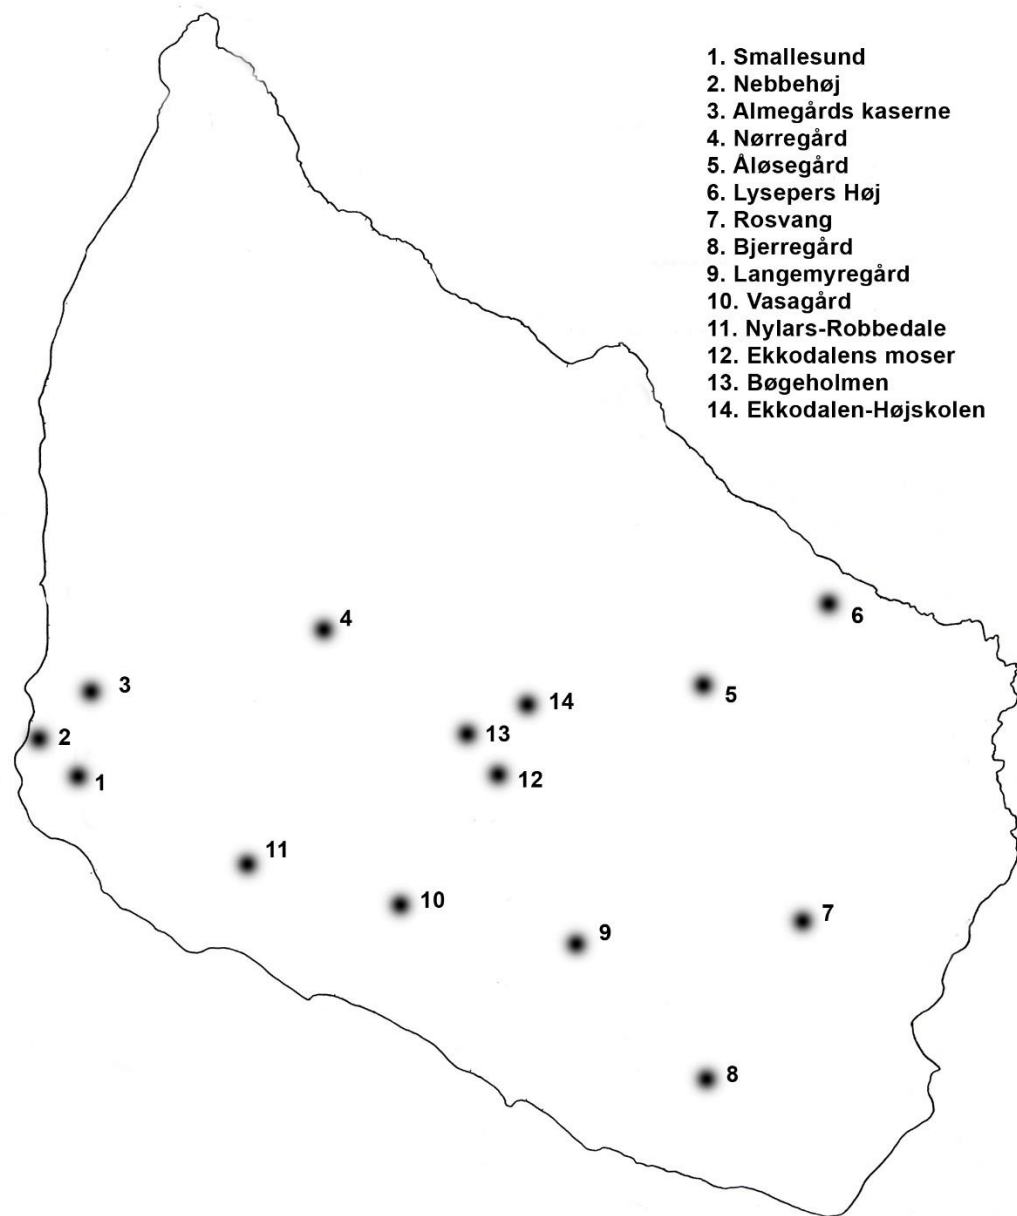 1. Smallesund
2. Nebbehøj
3. Almegårds kaserne
4. Nørregård
5. Åløsegård
6. Lysepers Høj
7. Rosvang
8. Bjerregård
9. Langemyregård
10. Vasagård
11. Nylars-Robbedale
12. Ekkodalens moser
13. Bøgeholmen
14. Ekkodalen-Højskolen
6
4
3
5
14
13
2
12
1
11
10
7
9
8